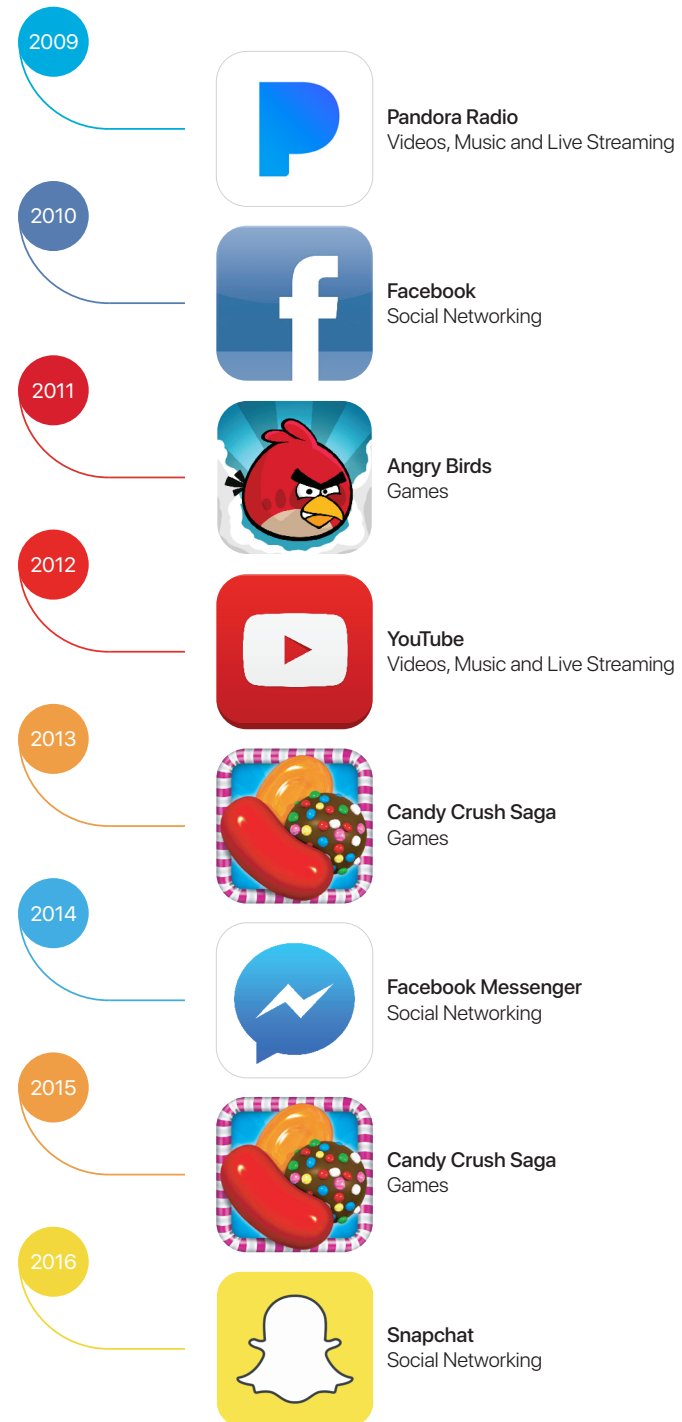 2009
Pandora Radio
Videos, Music and Live Streaming
2010
f
Facebook
Social Networking
2011
Angry Birds
Games
2012
YouTube
Videos, Music and Live Streaming
2013
Candy Crush Saga
Games
2014
Facebook Messenger
Social Networking
2015
Candy Crush Saga
Games
2016
Snapchat
Social Networking